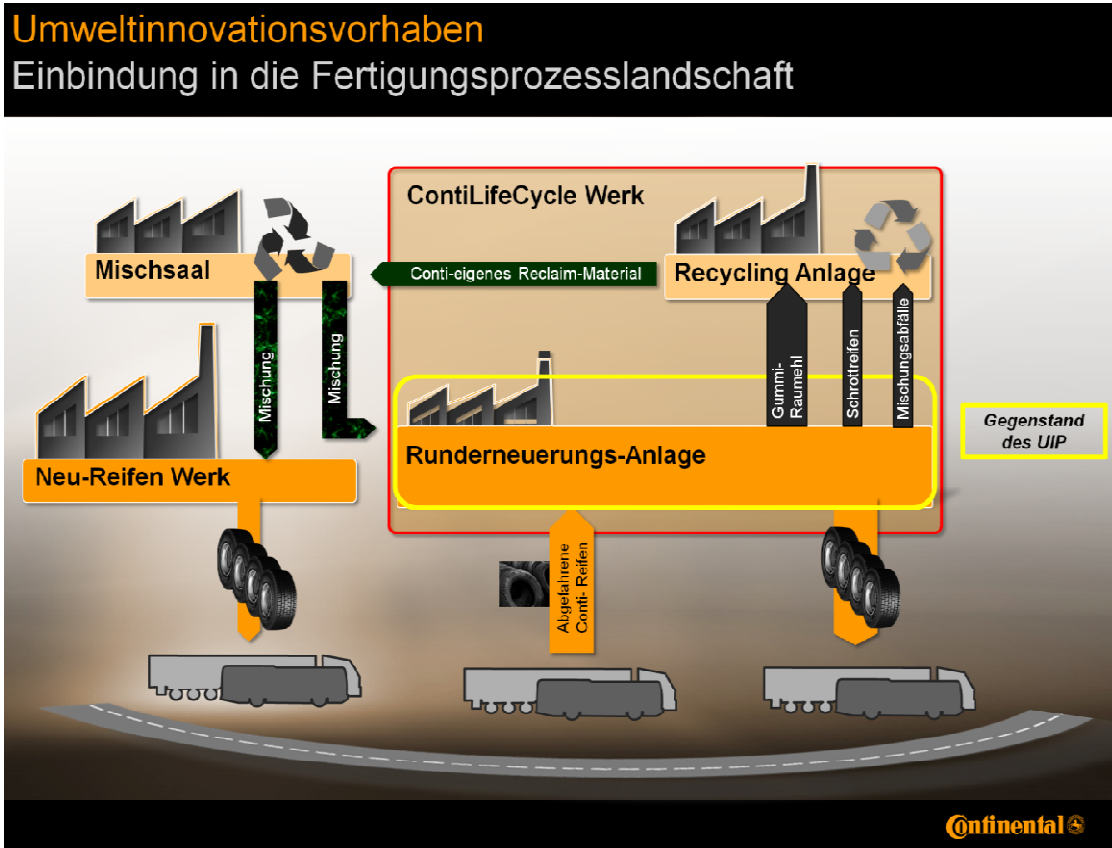 Umweltinnovationsvorhaben
Einbindung in die Fertigungsprozesslandschaft
ContiLifeCycle Werk
Mischsaal
Conti-eigenes Reclaim-Material
Recycling Anlage
Mischung
Mischung
Gummi-
Raumehl
Schrottreifen
Mischungsabfälle
Gegenstand
des UIP
Runderneuerungs-Anlage
Neu-Reifen Werk
Abgefahrene
Conti- Reifen
Continental